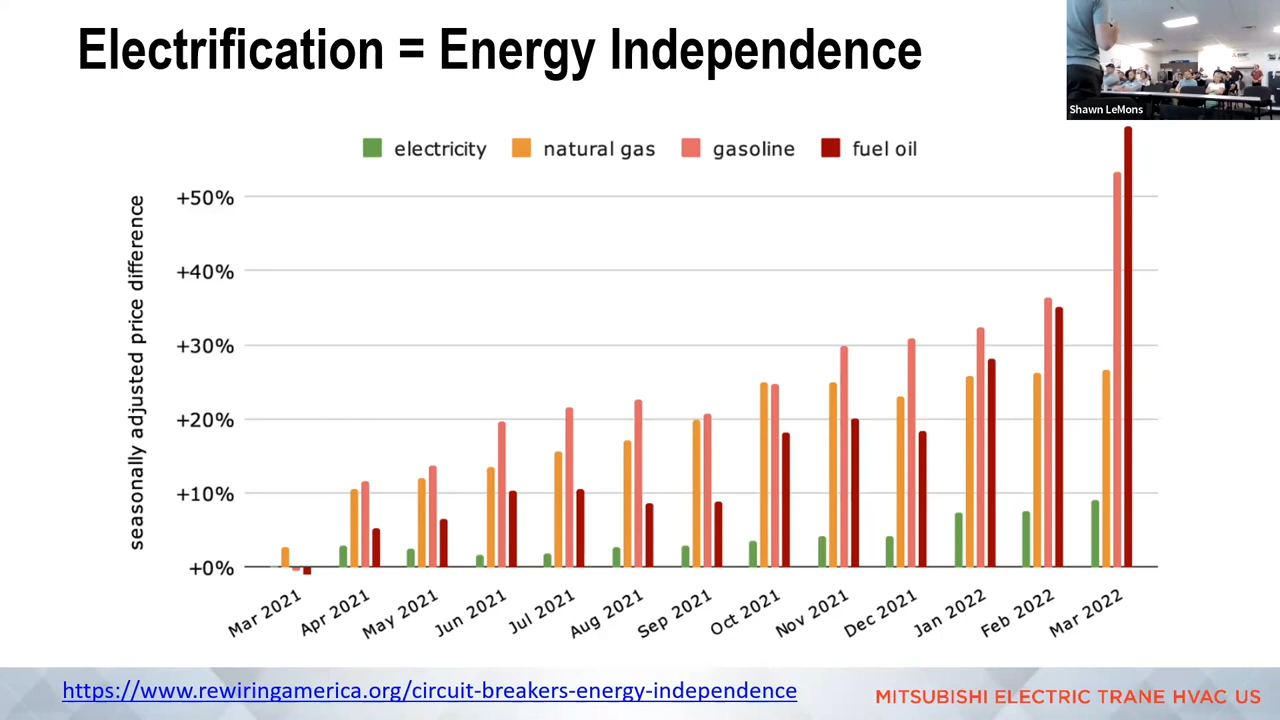 Electrification = Energy Independence
Shawn LeMons
electricity natural gas gasoline fuel oil
seasonally adjusted price difference
+50%
+40%
+30%
+20%
+10%
+0%
Mar 2021 Apr 2021 May 2021 Jun 2021 Jul 2021 Aug 2021 Sep 2021 Oct 2021 Nov 2021 Dec 2021 Jan 2022 Feb 2022 Mar 2022
https://www.rewiringamerica.org/circuit-breakers-energy-independence
MITSUBISHI ELECTRIC TRANE HVAC US